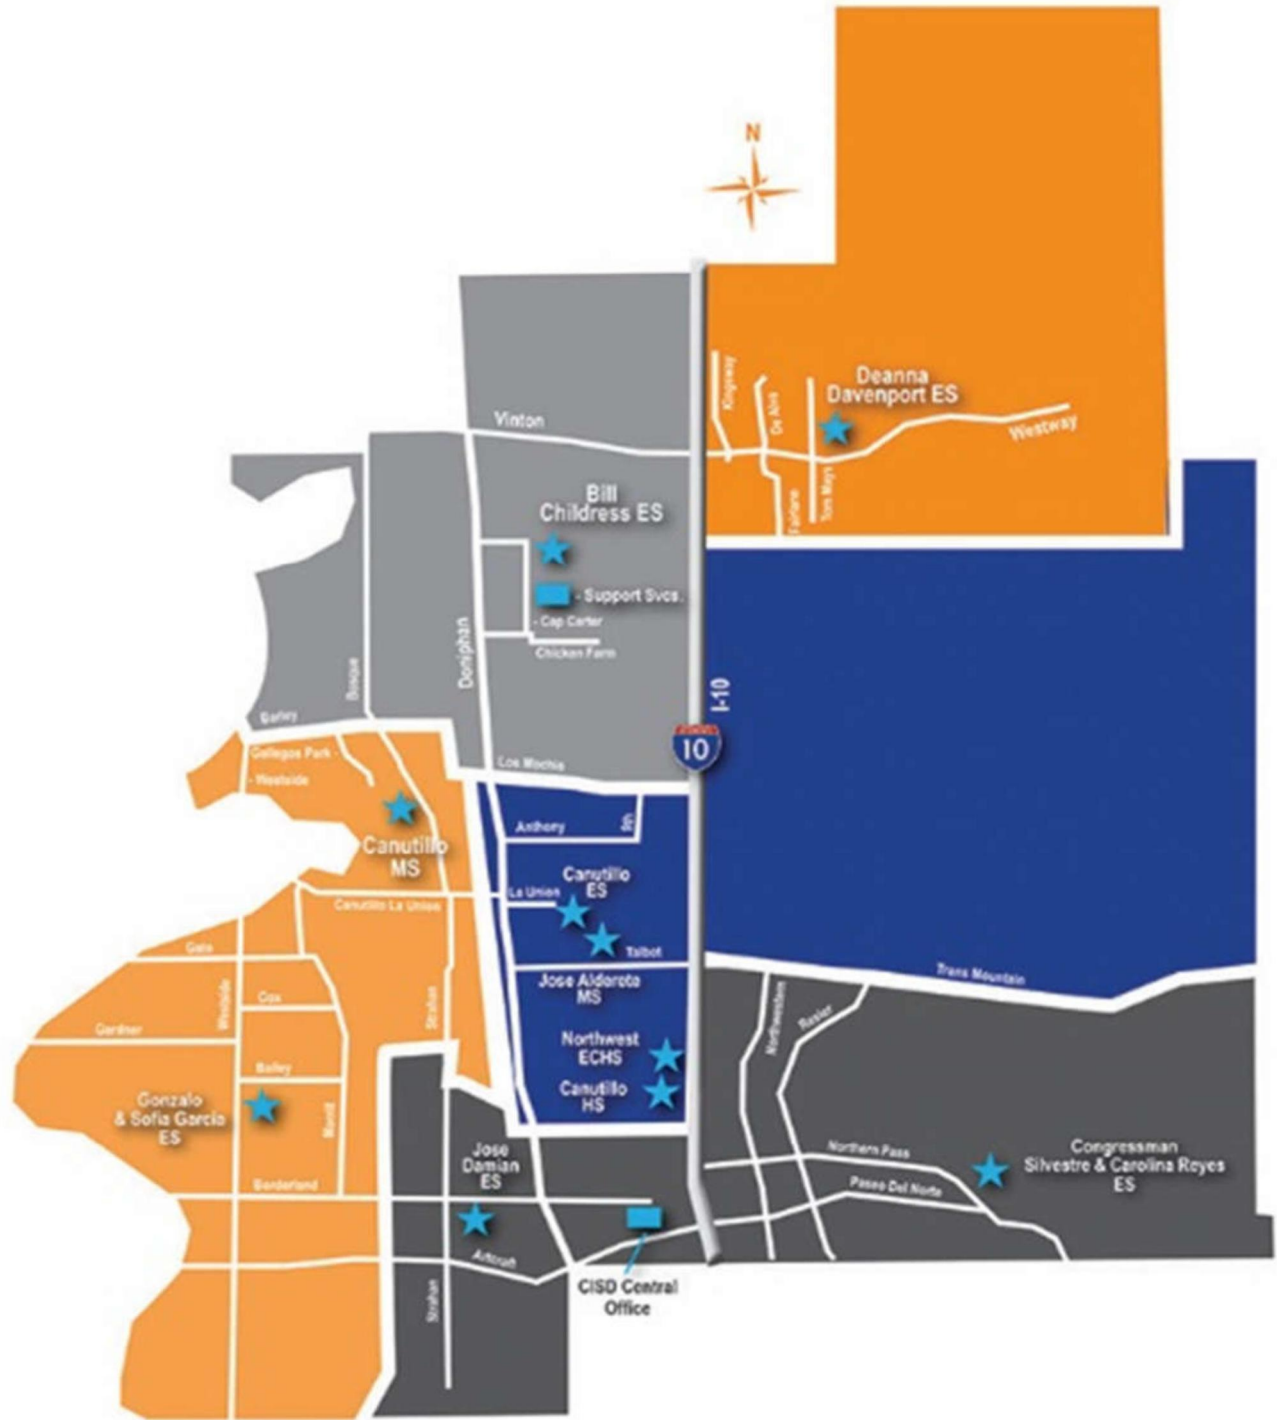 N
Kingsway
De Alva
Deanna
Davenport ES
Westway
Fairlane
Tom Mays
Vinton
Bill
Childress ES
- Support Svcs.
- Cap Carter
Chicken Farm
Doniphan
Bosque
I-10
10
Bailey
Gallegos Park -
- Westside
Los Mochis
Canutillo
MS
Anthony
9th
Canutillo
ES
La Union
Canutillo La Union
Talbot
Jose Alderete
MS
Trans Mountain
Gato
Westside
Cox
Strahan
Gardner
Northwestern
Resler
Northwest
ECHS
Canutillo
HS
Bailey
Gonzalo
& Sofia Garcia
ES
Jose
Damian
ES
Northern Pass
Congressman
Silvestre & Carolina Reyes
ES
Borderland
Paseo Del Norte
Artcraft
Strahan
CISD Central
Office